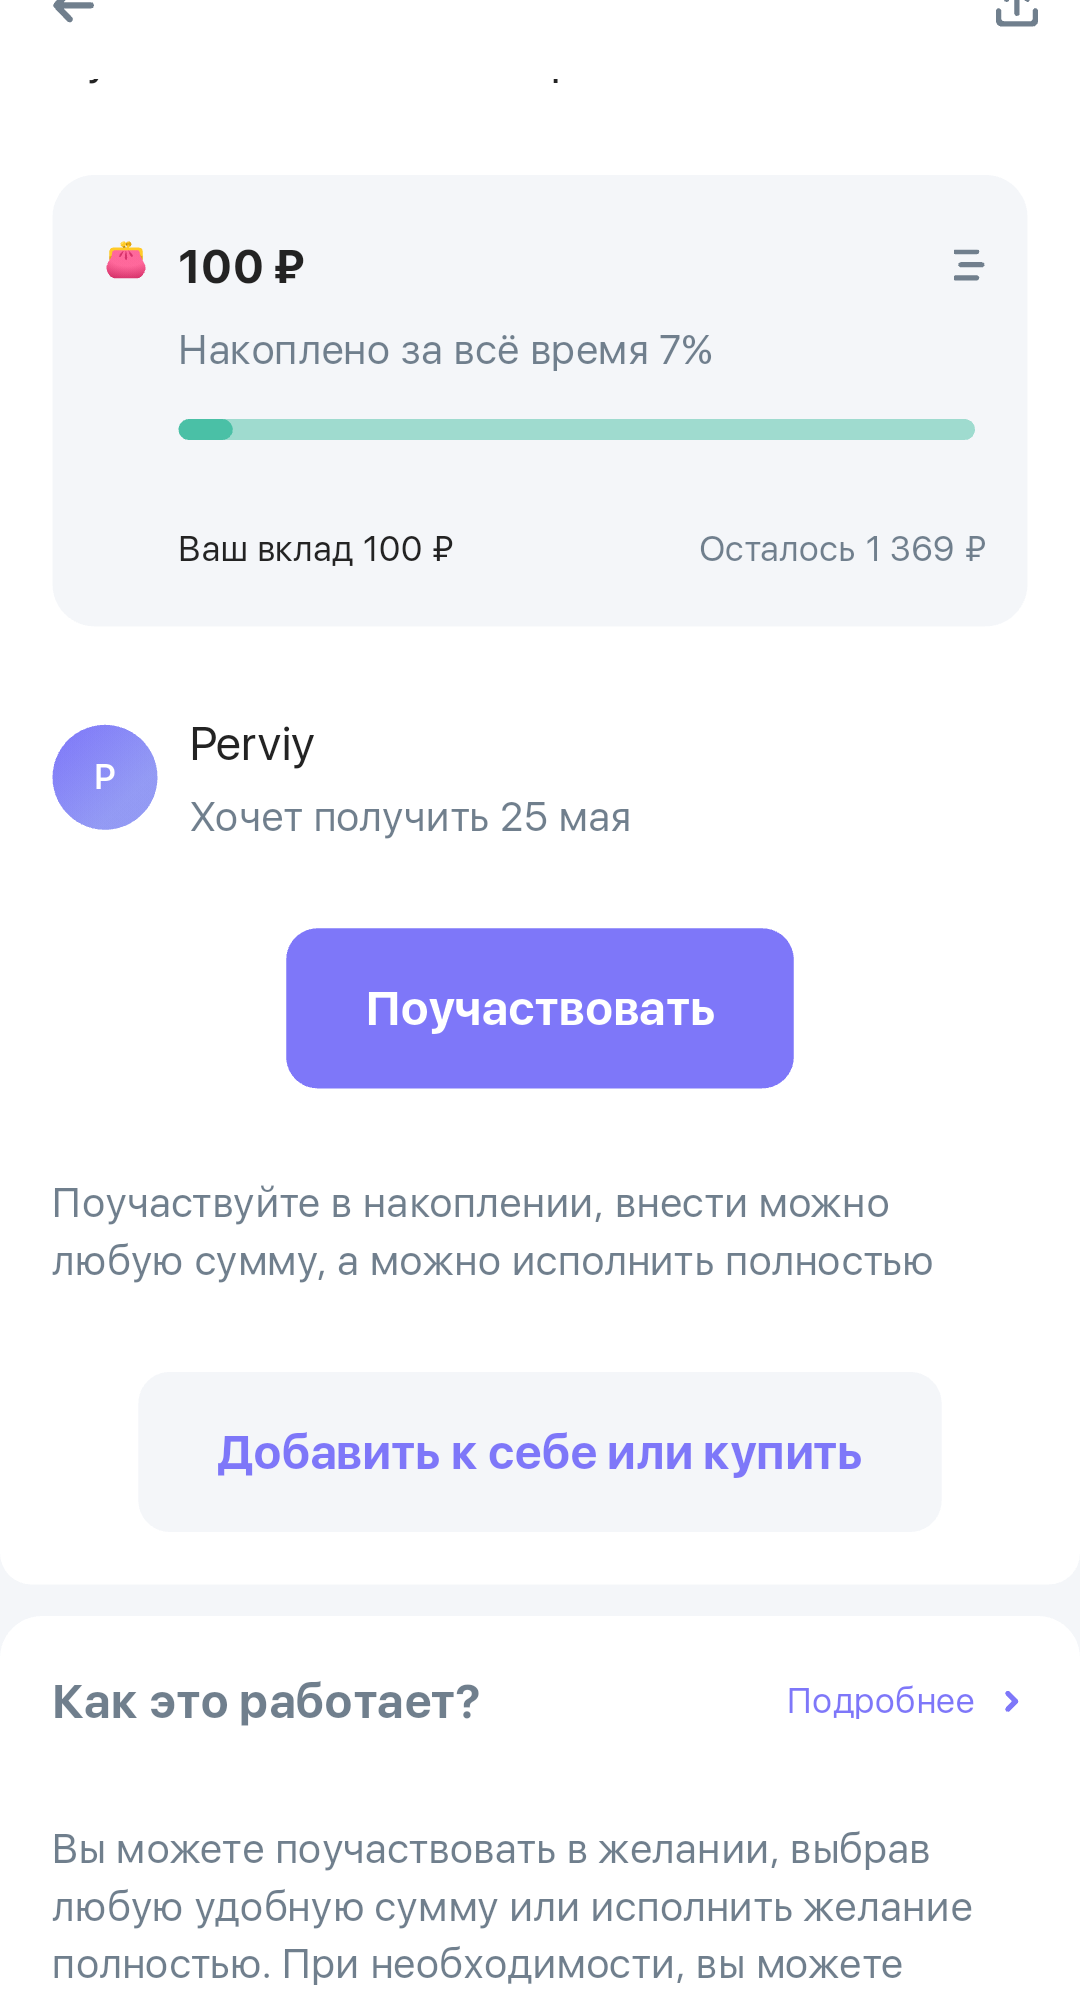 100 ₽
Накоплено за всё время 7%
Ваш вклад 100 ₽
Осталось 1 369 ₽
P
Perviy
Хочет получить 25 мая
Поучаствовать
Поучаствуйте в накоплении, внести можно
любую сумму, а можно исполнить полностью
Добавить к себе или купить
Как это работает?
Подробнее
Вы можете поучаствовать в желании, выбрав
любую удобную сумму или исполнить желание
полностью. При необходимости, вы можете